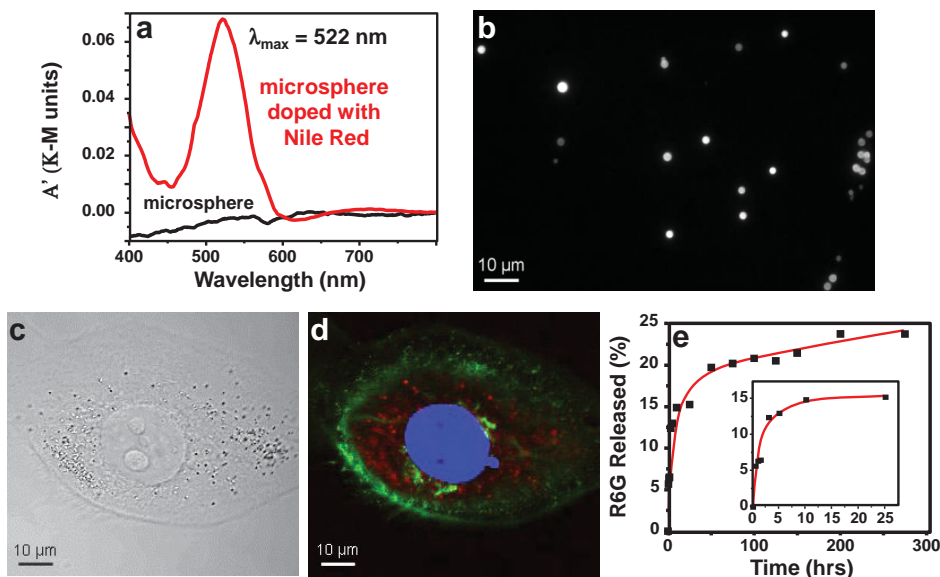 a
λmax = 522 nm
microsphere
doped with
Nile Red
microsphere
A' (K-M units)
0.06
0.04
0.02
0.00
400
500
600
700
Wavelength (nm)
b
10 µm
c
10 µm
d
10 µm
e
R6G Released (%)
25
20
15
10
5
0
0
100
200
300
Time (hrs)
15
10
5
0
0
5
10
15
20
25